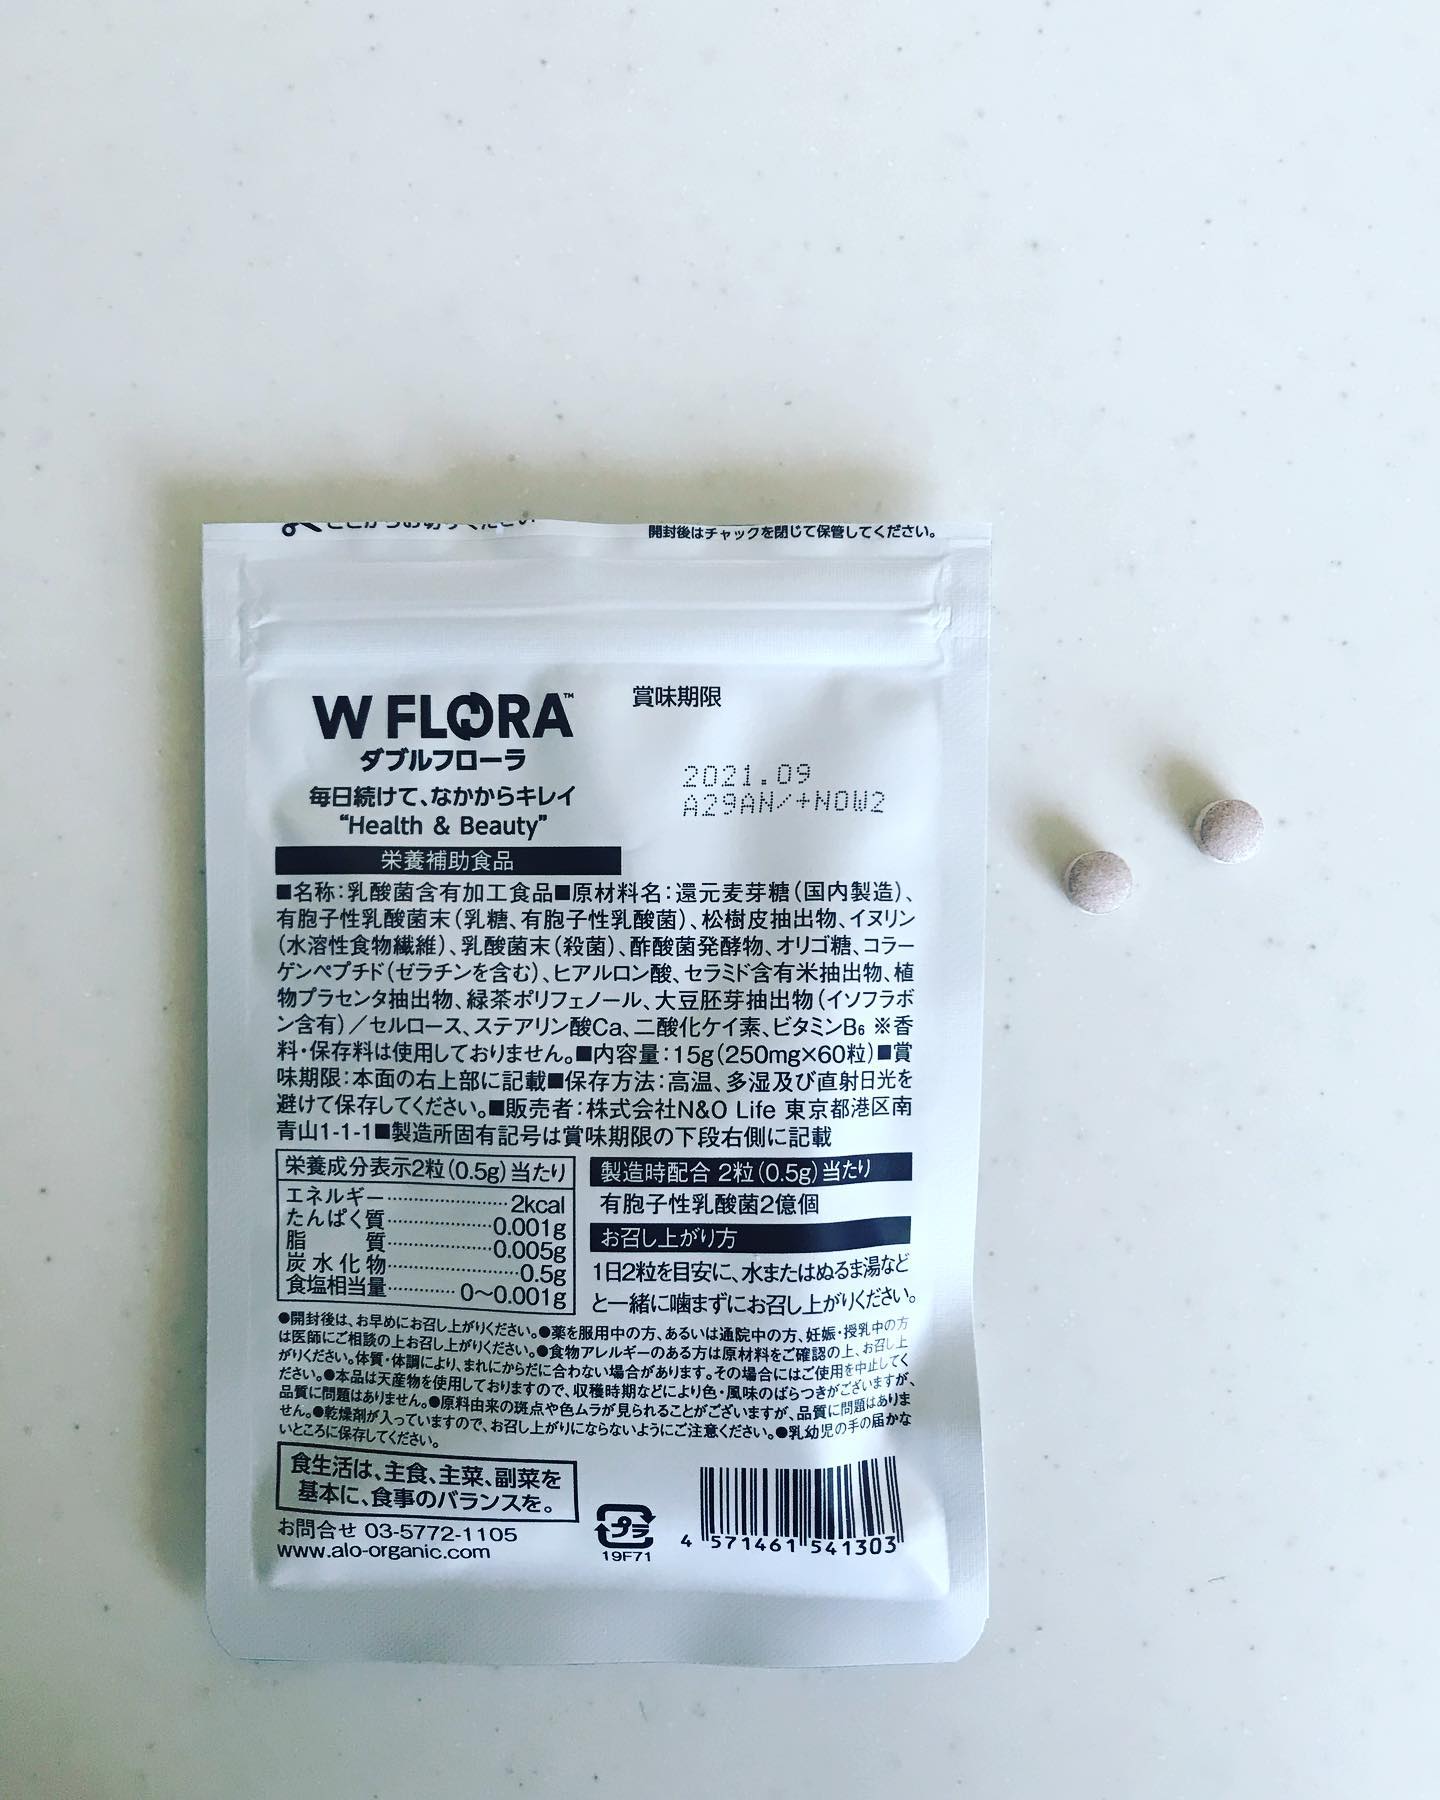 ここからお切りください
開封後はチャックを閉じて保管してください。
W FLORA™
ダブルフローラ
毎日続けて、なかからキレイ
"Health & Beauty"
賞味期限
2021.09
A29AN/+NOW2
栄養補助食品
■名称:乳酸菌含有加工食品■原材料名:還元麦芽糖(国内製造)、
有胞子性乳酸菌末(乳糖、有胞子性乳酸菌)、松樹皮抽出物、イヌリン
(水溶性食物繊維)、乳酸菌末(殺菌)、酢酸菌発酵物、オリゴ糖、コラー
ゲンペプチド(ゼラチンを含む)、ヒアルロン酸、セラミド含有米抽出物、植
物プラセンタ抽出物、緑茶ポリフェノール、大豆胚芽抽出物(イソフラボ
ン含有)/セルロース、ステアリン酸Ca、二酸化ケイ素、ビタミンB₆ ※香
料・保存料は使用しておりません。■内容量:15g(250mg×60粒)■賞
味期限:本面の右上部に記載■保存方法:高温、多湿及び直射日光を
避けて保存してください。■販売者:株式会社N&O Life 東京都港区南
青山1-1-1■製造所固有記号は賞味期限の下段右側に記載
栄養成分表示2粒(0.5g)当たり
エネルギー……………2kcal
たんぱく質……………0.001g
脂 質……………0.005g
炭水化物……………0.5g
食塩相当量…………0〜0.001g
製造時配合 2粒(0.5g)当たり
有胞子性乳酸菌2億個
お召し上がり方
1日2粒を目安に、水またはぬるま湯など
と一緒に噛まずにお召し上がりください。
●開封後は、お早めにお召し上がりください。●薬を服用中の方、あるいは通院中の方、妊娠・授乳中の方
は医師にご相談の上お召し上がりください。●食物アレルギーのある方は原材料をご確認の上、お召し上
がりください。体質・体調により、まれにからだに合わない場合があります。その場合にはご使用を中止してく
ださい。●本品は天産物を使用しておりますので、収穫時期などにより色・風味のばらつきがございますが、
品質に問題はありません。●原料由来の斑点や色ムラが見られることがございますが、品質に問題はありま
せん。●乾燥剤が入っていますので、お召し上がりにならないようにご注意ください。●乳幼児の手の届かな
いところに保存してください。
食生活は、主食、主菜、副菜を
基本に、食事のバランスを。
お問合せ 03-5772-1105
www.alo-organic.com
プラ
19F71
4 571461 541303